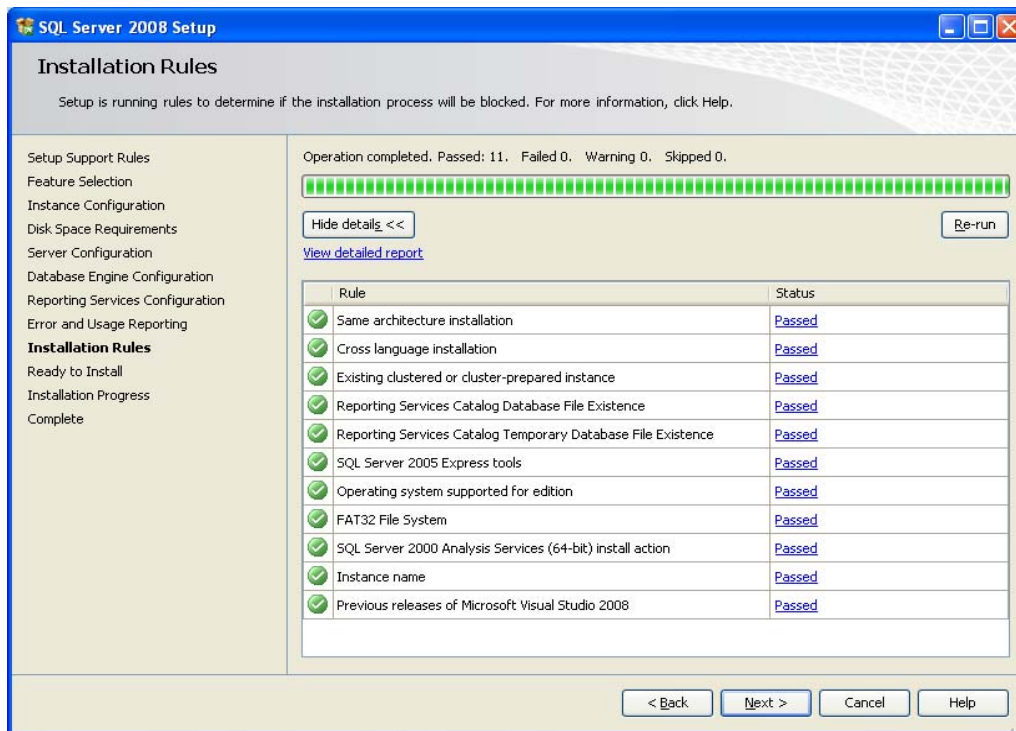 SQL Server 2008 Setup
Installation Rules
Setup is running rules to determine if the installation process will be blocked. For more information, click Help.
Setup Support Rules
Feature Selection
Instance Configuration
Disk Space Requirements
Server Configuration
Database Engine Configuration
Reporting Services Configuration
Error and Usage Reporting
Installation Rules
Ready to Install
Installation Progress
Complete
Operation completed. Passed: 11. Failed 0. Warning 0. Skipped 0.
Hide details << Re-run
View detailed report
Rule Status
Same architecture installation Passed
Cross language installation Passed
Existing clustered or cluster-prepared instance Passed
Reporting Services Catalog Database File Existence Passed
Reporting Services Catalog Temporary Database File Existence Passed
SQL Server 2005 Express tools Passed
Operating system supported for edition Passed
FAT32 File System Passed
SQL Server 2000 Analysis Services (64-bit) install action Passed
Instance name Passed
Previous releases of Microsoft Visual Studio 2008 Passed
< Back Next > Cancel Help